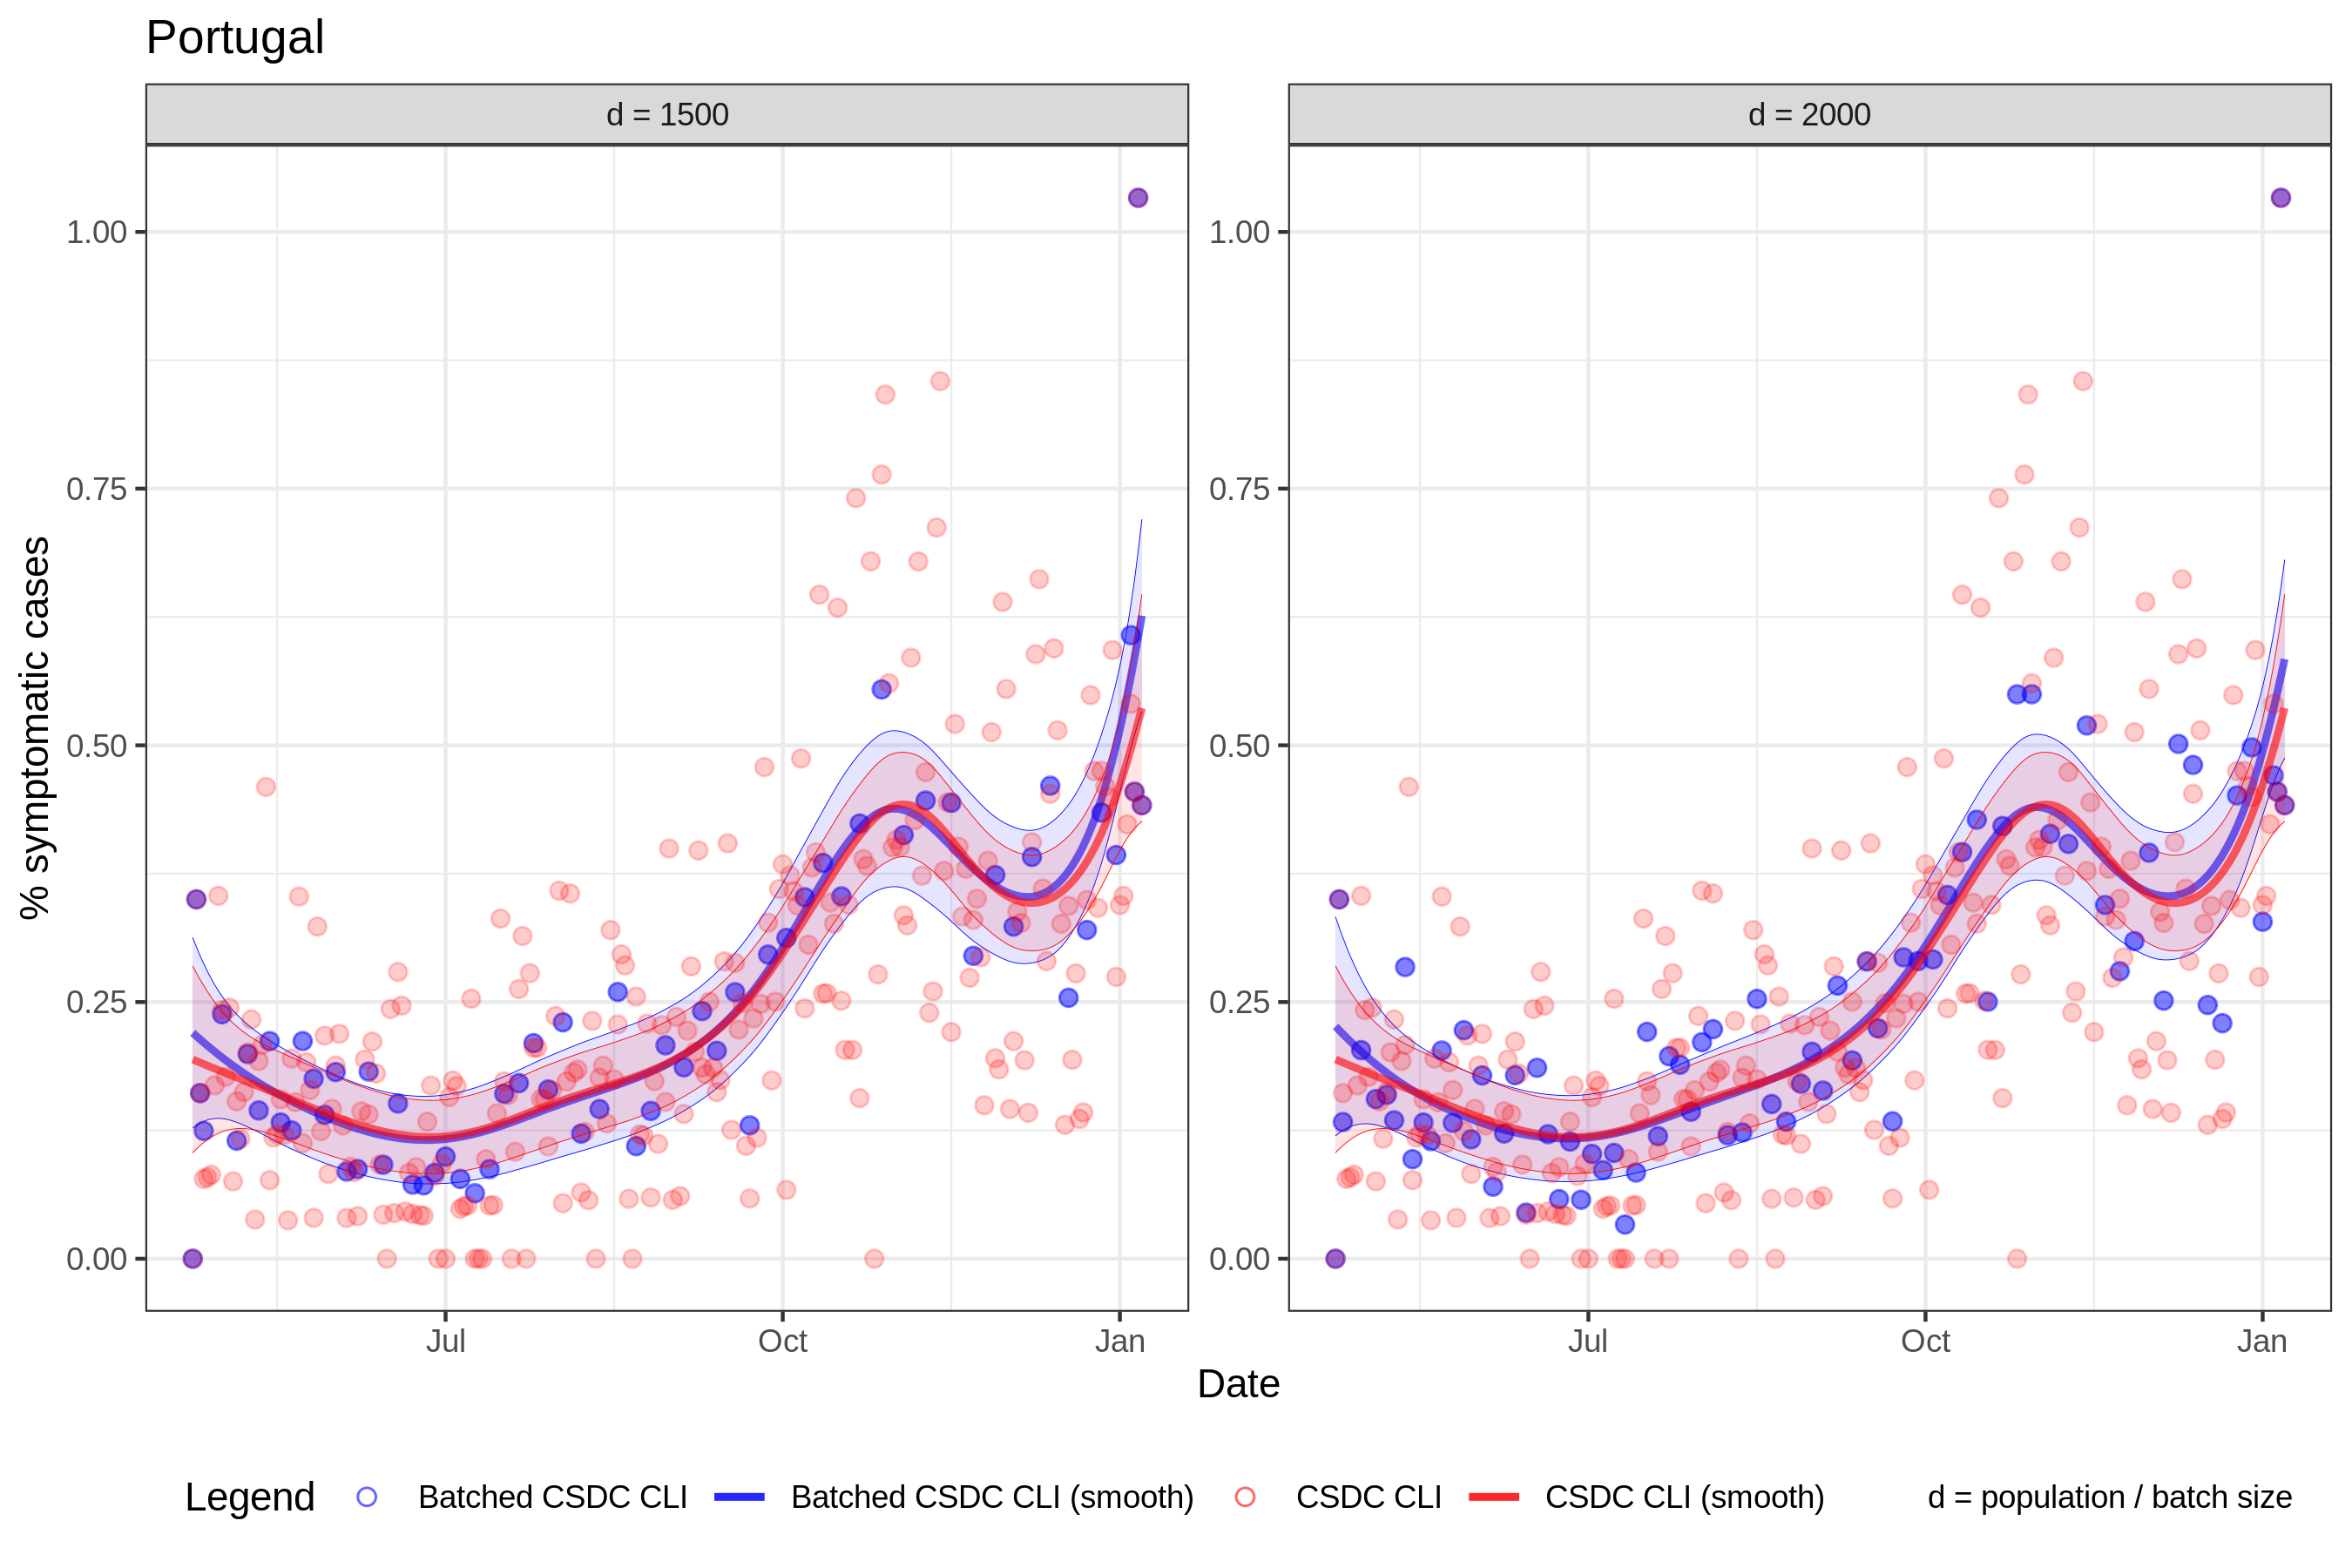 Portugal
d = 1500
d = 2000
% symptomatic cases
1.00
0.75
0.50
0.25
0.00
1.00
0.75
0.50
0.25
0.00
Jul
Oct
Jan
Jul
Oct
Jan
Date
Legend
Batched CSDC CLI
Batched CSDC CLI (smooth)
CSDC CLI
CSDC CLI (smooth)
d = population / batch size